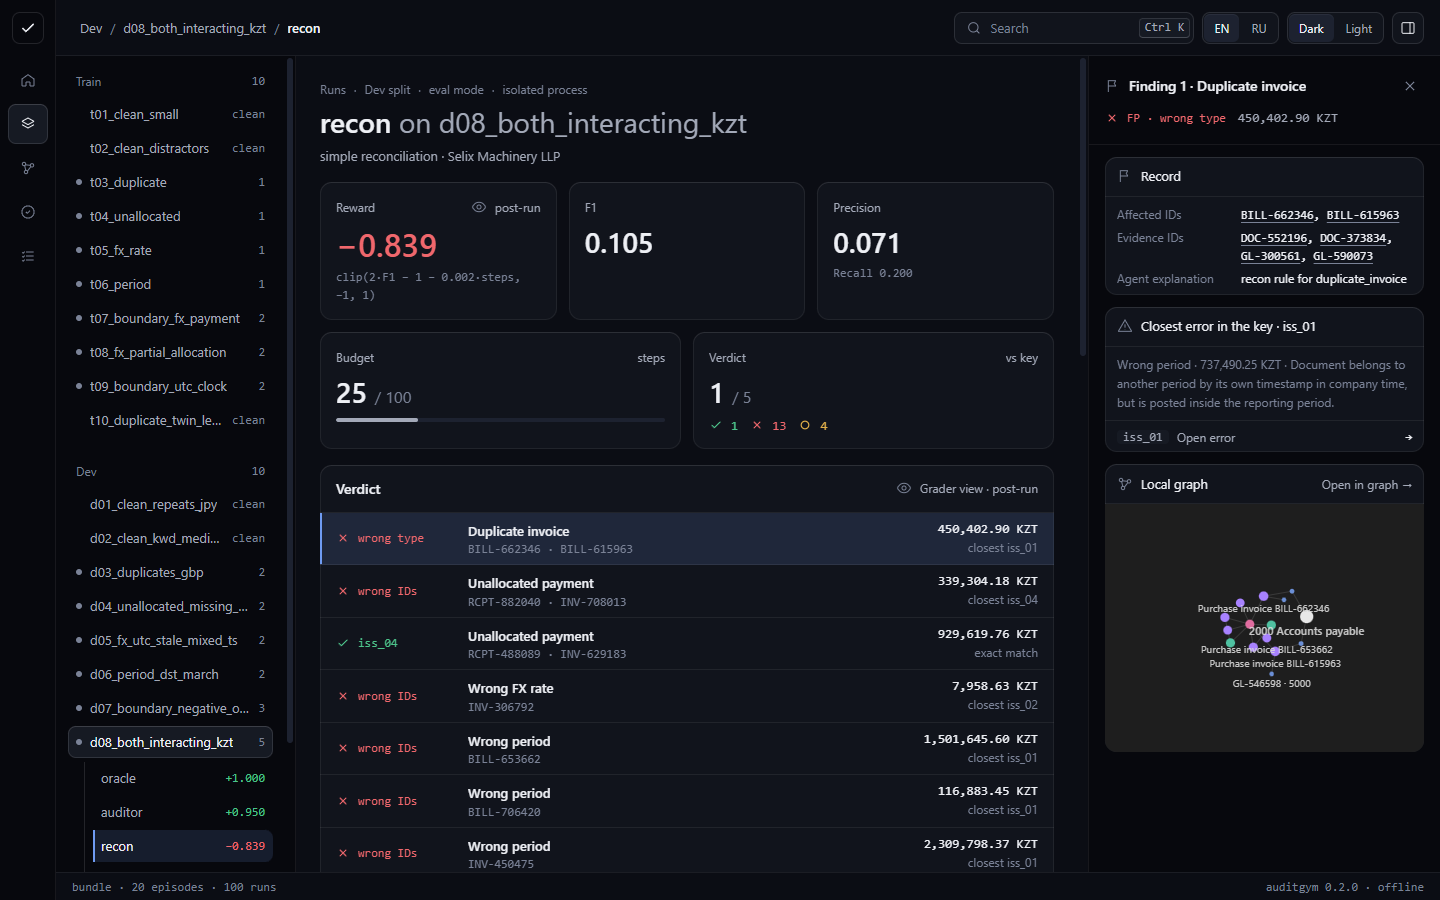 Dev / d08_both_interacting_kzt / recon
Search Ctrl K
EN RU
Dark Light
Train 10
t01_clean_small clean
t02_clean_distractors clean
t03_duplicate 1
t04_unallocated 1
t05_fx_rate 1
t06_period 1
t07_boundary_fx_payment 2
t08_fx_partial_allocation 2
t09_boundary_utc_clock 2
t10_duplicate_twin_le... clean
Dev 10
d01_clean_repeats_jpy clean
d02_clean_kwd_medi... clean
d03_duplicates_gbp 2
d04_unallocated_missing_... 2
d05_fx_utc_stale_mixed_ts 2
d06_period_dst_march 2
d07_boundary_negative_o... 3
d08_both_interacting_kzt 5
oracle +1.000
auditor +0.950
recon −0.839
Runs · Dev split · eval mode · isolated process
recon on d08_both_interacting_kzt
simple reconciliation · Selix Machinery LLP
Reward post-run
−0.839
clip(2·F1 − 1 − 0.002·steps,
−1, 1)
F1
0.105
Precision
0.071
Recall 0.200
Budget steps
25 / 100
Verdict vs key
1 / 5
1 13 4
Verdict Grader view · post-run
wrong type Duplicate invoice 450,402.90 KZT
BILL-662346 · BILL-615963 closest iss_01
wrong IDs Unallocated payment 339,304.18 KZT
RCPT-882040 · INV-708013 closest iss_04
iss_04 Unallocated payment 929,619.76 KZT
RCPT-488089 · INV-629183 exact match
wrong IDs Wrong FX rate 7,958.63 KZT
INV-306792 closest iss_02
wrong IDs Wrong period 1,501,645.60 KZT
BILL-653662 closest iss_01
wrong IDs Wrong period 116,883.45 KZT
BILL-706420 closest iss_01
wrong IDs Wrong period 2,309,798.37 KZT
INV-450475 closest iss_01
Finding 1 · Duplicate invoice
FP · wrong type 450,402.90 KZT
Record
Affected IDs BILL-662346, BILL-615963
Evidence IDs DOC-552196, DOC-373834,
GL-300561, GL-590073
Agent explanation recon rule for duplicate_invoice
Closest error in the key · iss_01
Wrong period · 737,490.25 KZT · Document belongs to
another period by its own timestamp in company time,
but is posted inside the reporting period.
iss_01 Open error →
Local graph Open in graph →
Purchase invoice BILL-662346
2000 Accounts payable
Purchase invoice BILL-653662
Purchase invoice BILL-615963
GL-546598 · 5000
bundle · 20 episodes · 100 runs
auditgym 0.2.0 · offline